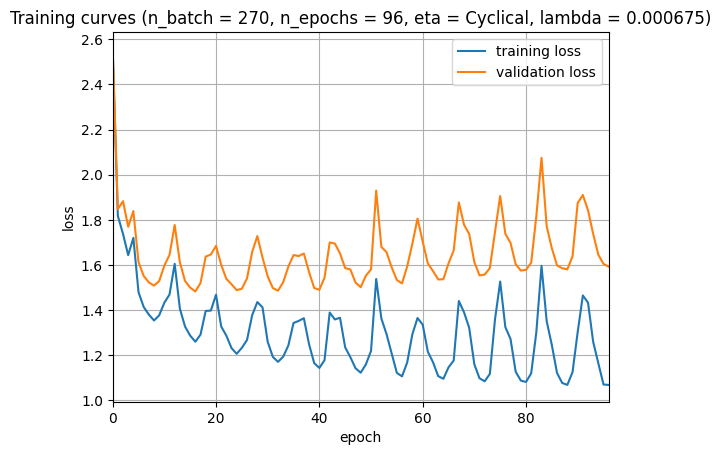 Training curves (n_batch = 270, n_epochs = 96, eta = Cyclical, lambda = 0.000675)
training loss
validation loss
loss
2.6
2.4
2.2
2.0
1.8
1.6
1.4
1.2
1.0
0 20 40 60 80
epoch